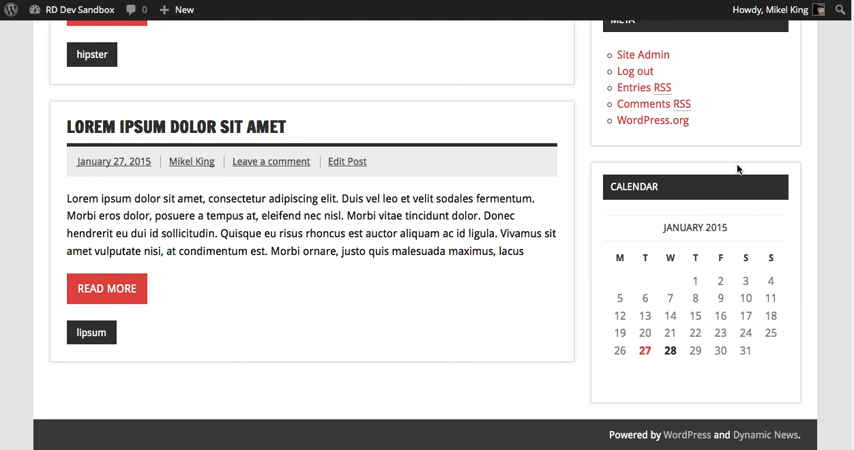 RD Dev Sandbox 0 New Howdy, Mikel King
hipster
LOREM IPSUM DOLOR SIT AMET
January 27, 2015 Mikel King Leave a comment Edit Post
Lorem ipsum dolor sit amet, consectetur adipiscing elit. Duis vel leo et velit sodales fermentum.
Morbi eros dolor, posuere a tempus at, eleifend nec nisl. Morbi vitae tincidunt dolor. Donec
hendrerit eu dui id sollicitudin. Quisque eu risus rhoncus est auctor aliquam ac id ligula. Vivamus sit
amet vulputate nisi, at condimentum est. Morbi ornare, justo quis malesuada maximus, lacus
READ MORE
lipsum
META
Site Admin
Log out
Entries RSS
Comments RSS
WordPress.org
CALENDAR
JANUARY 2015
M T W T F S S
1 2 3 4
5 6 7 8 9 10 11
12 13 14 15 16 17 18
19 20 21 22 23 24 25
26 27 28 29 30 31
Powered by WordPress and Dynamic News.